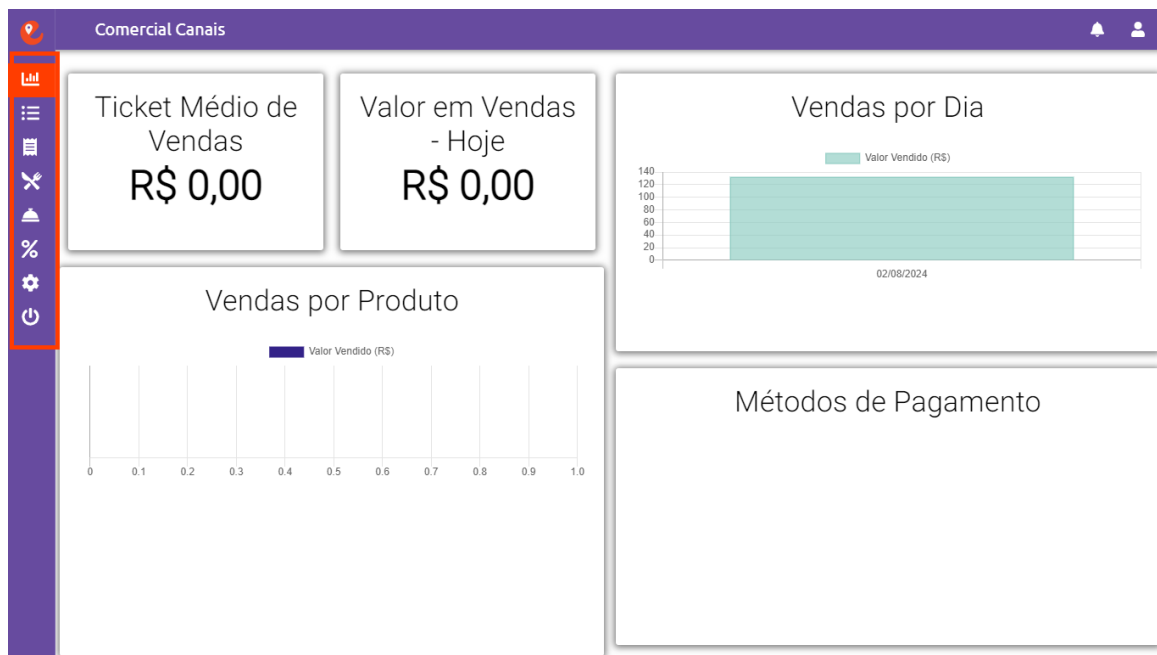 Comercial Canais
Ticket Médio de
Vendas
R$ 0,00
Valor em Vendas
- Hoje
R$ 0,00
Vendas por Dia
Valor Vendido (R$)
140
120
100
80
60
40
20
0
02/08/2024
Vendas por Produto
Valor Vendido (R$)
0 0.1 0.2 0.3 0.4 0.5 0.6 0.7 0.8 0.9 1.0
Métodos de Pagamento